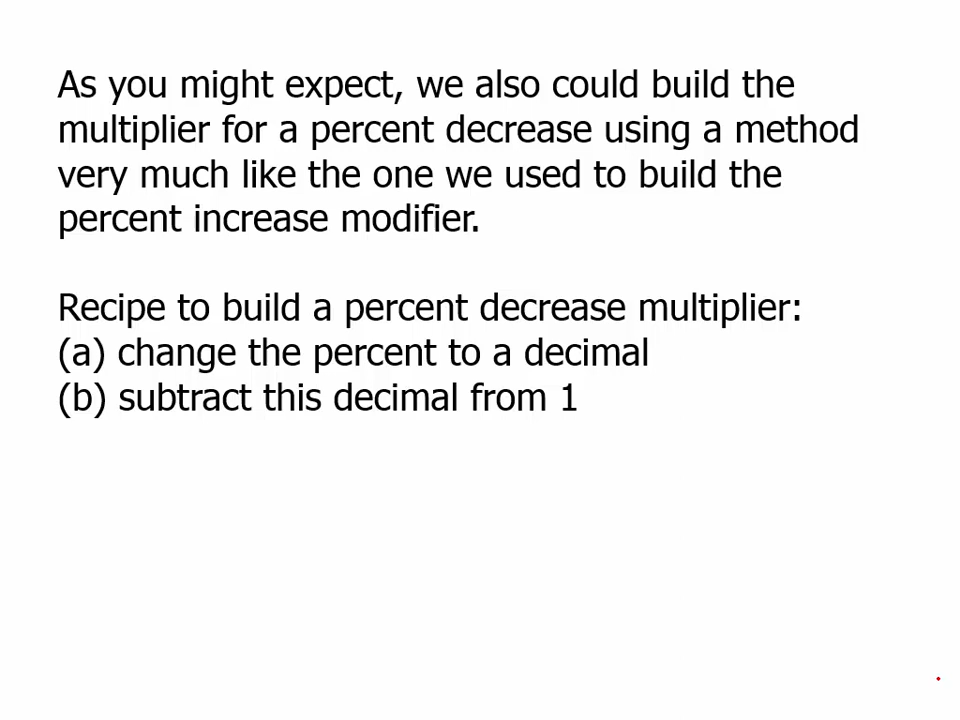 As you might expect, we also could build the
multiplier for a percent decrease using a method
very much like the one we used to build the
percent increase modifier.
Recipe to build a percent decrease multiplier:
(a) change the percent to a decimal
(b) subtract this decimal from 1